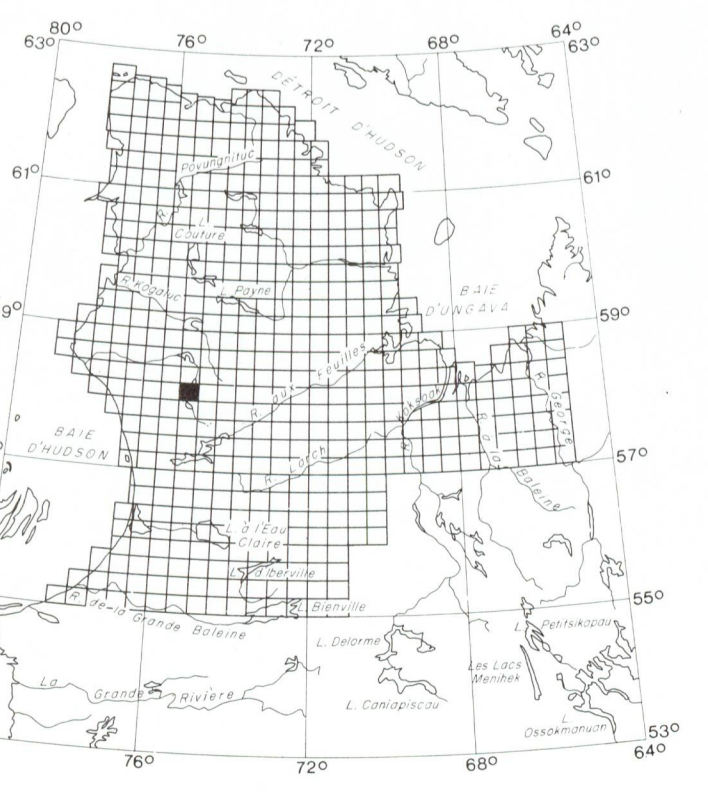 80°
76°
72°
68°
64°
63°
63°
DÉTROIT D'HUDSON
Povungnituc
R.
61°
61°
L.
Couture
R. Kogaluc
L. Payne
BAIE
D'UNGAVA
9°
59°
R. aux Feuilles
Koksoak
R. George
R. à la Baleine
BAIE
D'HUDSON
R. Larch
57°
L. à l'Eau
Claire
L. d'Iberville
L. Bienville
R. de-la Grande Baleine
55°
L. Petitsikapau
L. Delorme
Les Lacs
Menihek
La Grande Rivière
L. Caniapiscau
L.
Ossokmanuan
53°
76°
72°
68°
64°